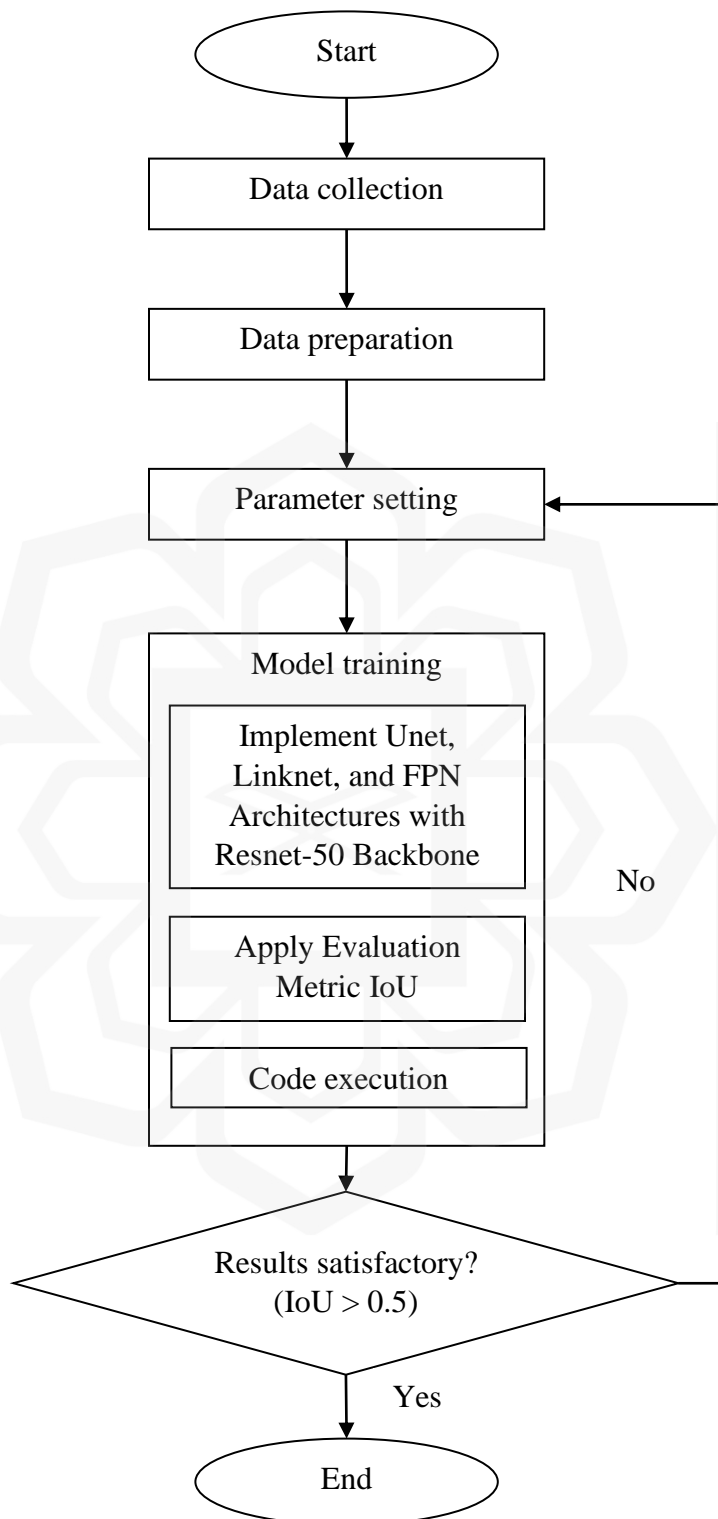 Start
Data collection
Data preparation
Parameter setting
Model training
Implement Unet,
Linknet, and FPN
Architectures with
Resnet-50 Backbone
No
Apply Evaluation
Metric IoU
Code execution
Results satisfactory?
(IoU > 0.5)
Yes
End